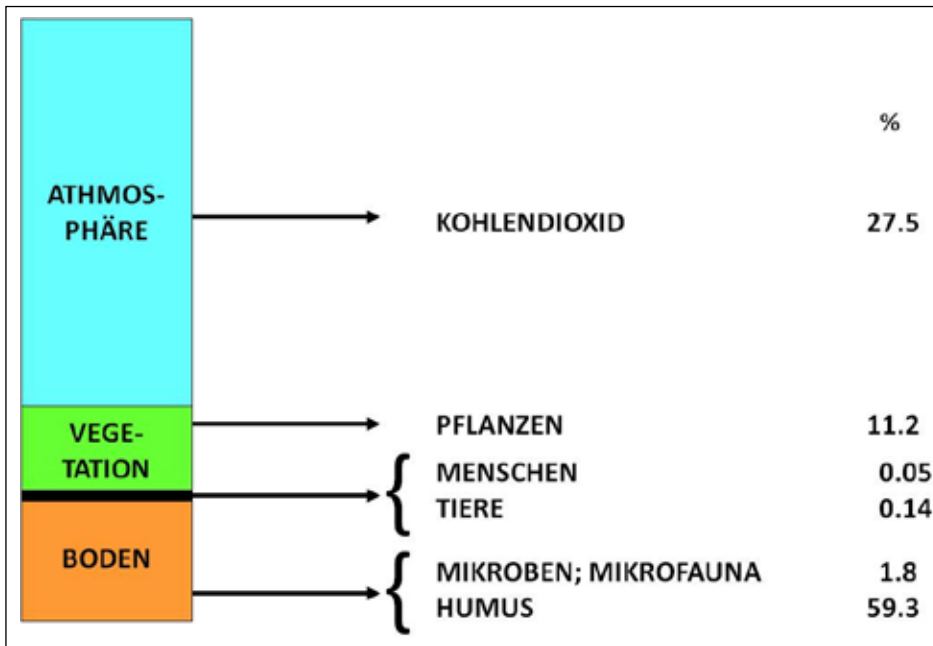 %
ATHMOS-
PHÄRE
KOHLENDIOXID 27.5
VEGE-
TATION
PFLANZEN 11.2
MENSCHEN 0.05
TIERE 0.14
BODEN
MIKROBEN; MIKROFAUNA 1.8
HUMUS 59.3